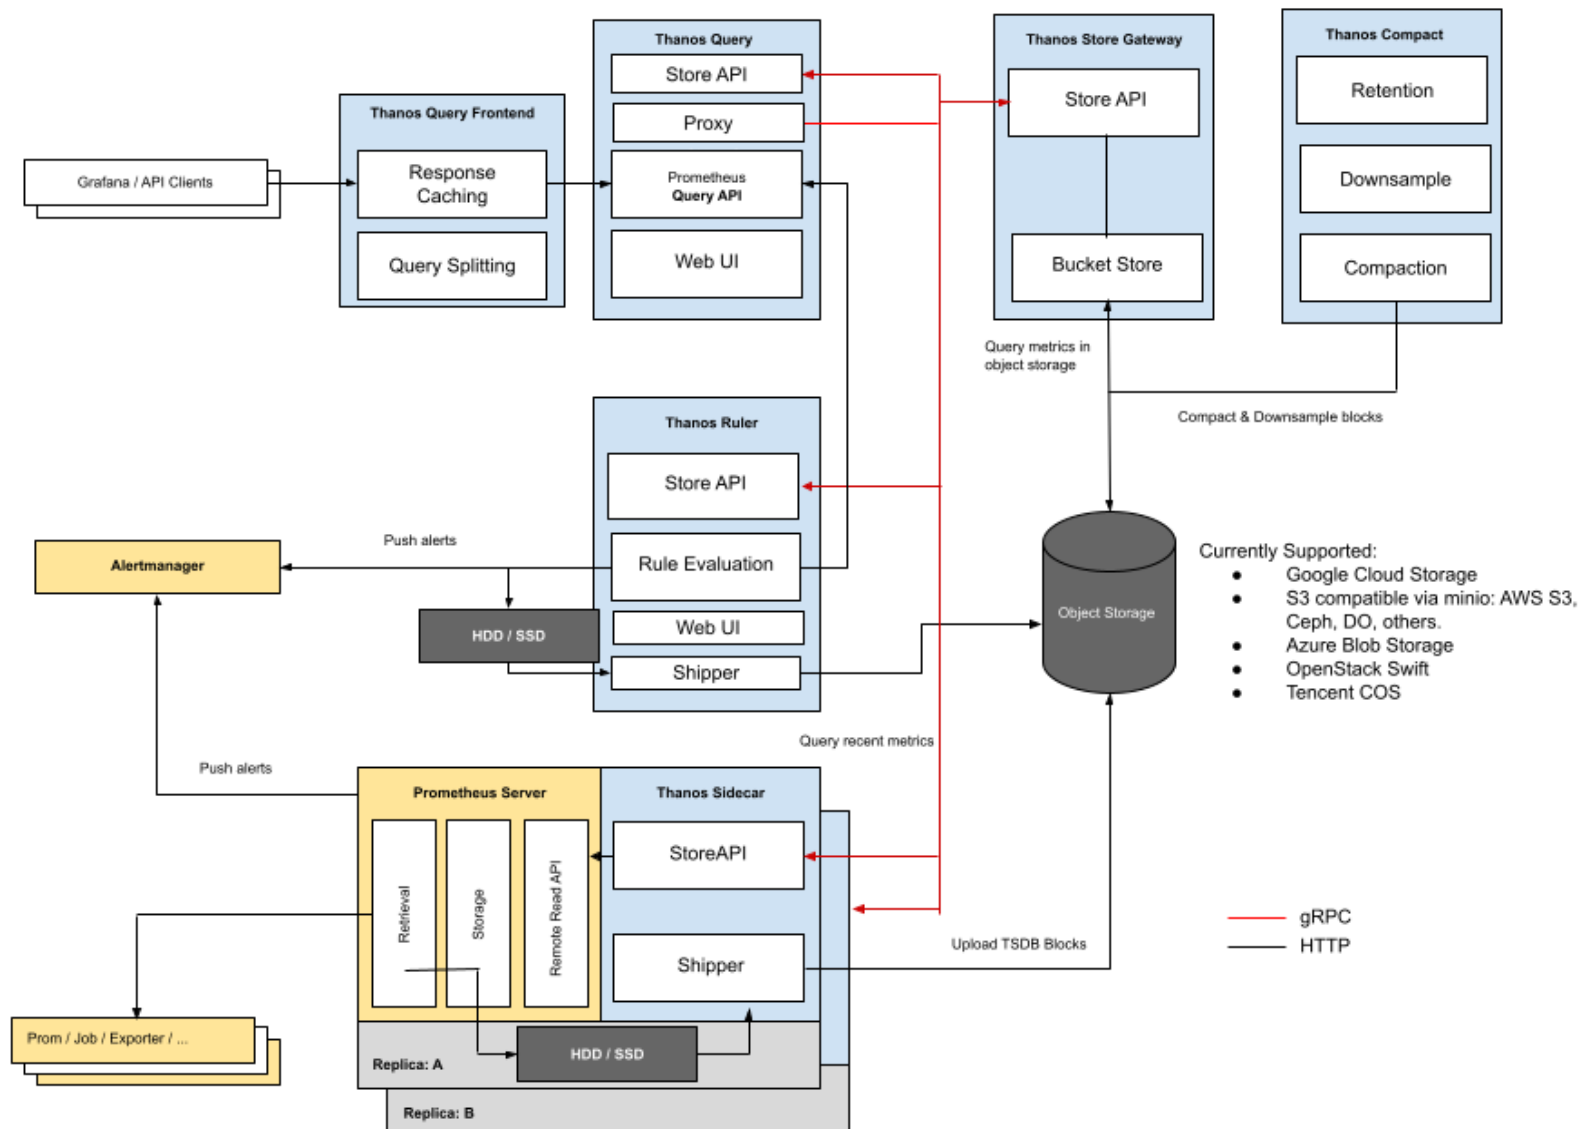 Thanos Query
Store API
Proxy
Prometheus
Query API
Web UI
Thanos Query Frontend
Response
Caching
Query Splitting
Grafana / API Clients
Thanos Store Gateway
Store API
Bucket Store
Thanos Compact
Retention
Downsample
Compaction
Query metrics in
object storage
Compact & Downsample blocks
Thanos Ruler
Store API
Rule Evaluation
Web UI
Shipper
Push alerts
Alertmanager
HDD / SSD
Object Storage
Currently Supported:
● Google Cloud Storage
● S3 compatible via minio: AWS S3,
Ceph, DO, others.
● Azure Blob Storage
● OpenStack Swift
● Tencent COS
Query recent metrics
Push alerts
Prometheus Server
Retrieval
Storage
Remote Read API
Thanos Sidecar
StoreAPI
Shipper
Upload TSDB Blocks
gRPC
HTTP
Prom / Job / Exporter / ...
HDD / SSD
Replica: A
Replica: B